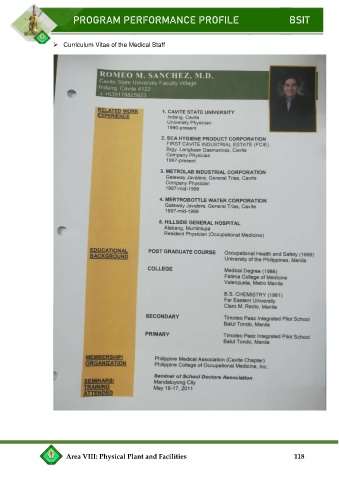 PROGRAM PERFORMANCE PROFILE BSIT
➢ Curriculum Vitae of the Medical Staff
ROMEO M. SANCHEZ, M.D.
Cavite State University Faculty Village
Indang, Cavite 4122
RELATED WORK
EXPERIENCE
1. CAVITE STATE UNIVERSITY
Indang, Cavite
University Physician
1990-present
2. SCA HYGIENE PRODUCT CORPORATION
FIRST CAVITE INDUSTRIAL ESTATE (FCIE)
Brgy. Langkaan Dasmarinas, Cavite
Company Physician
1997-present
3. METROLAB INDUSTRIAL CORPORATION
Gateway Javalera, General Trias, Cavite
Company Physician
1997-mid-1999
4. MERTROBOTTLE WATER CORPORATION
Gateway Javalera, General Trias, Cavite
1997-mid-1999
HILLSIDE GENERAL HOSPITAL
Alabang, Muntinlupa
Resident Physician (Occupational Medicine)
EDUCATIONAL
BACKGROUND
POST GRADUATE COURSE
Occupational Health and Safety
University of the Philippines, Manila
COLLEGE
Medical Degree
Fatima College of Medicine
Valenzuela, Metro Manila
B.S. CHEMISTRY (1981)
Far Eastern University
Claro M. Recto, Manila
SECONDARY
Timoteo Paez Integrated Pilot School
Balut Tondo, Manila
PRIMARY
Timoteo Paez Integrated Pilot School
Balut Tondo, Manila
MEMBERSHIP/
ORGANIZATION
Philippine Medical Association (Cavite Chapter)
Philippine College of Occupational Medicine, Inc.
SEMINARS/
TRAINING
ATTENDED
Seminar of School Doctors Association
Mandaluyong City
May 16-17, 2011
Area VIII: Physical Plant and Facilities 118